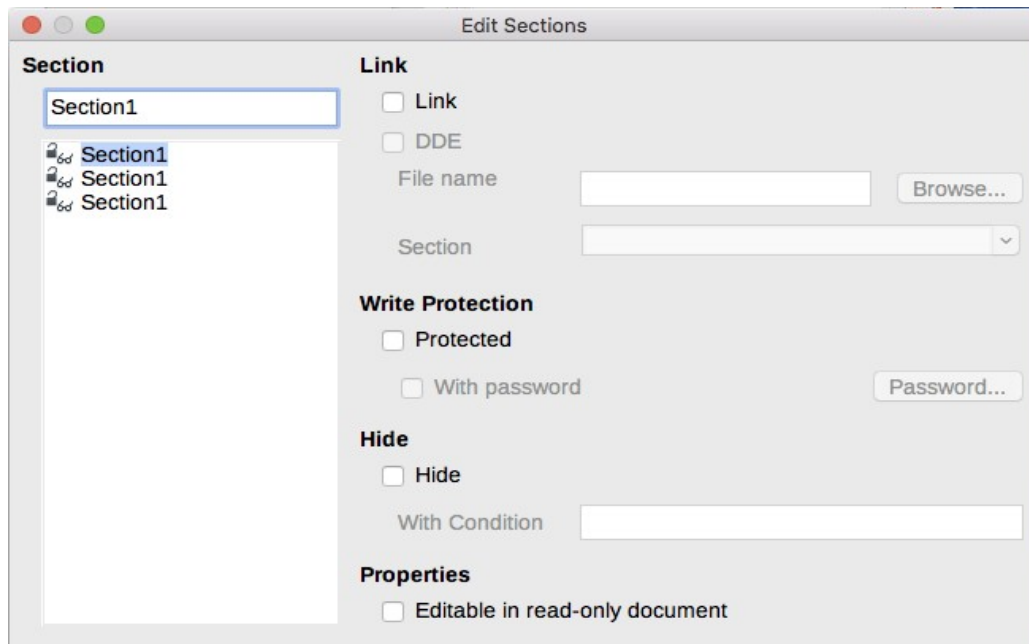 Edit Sections
Section
Section1
Section1
Section1
Section1
Link
Link
DDE
File name
Browse...
Section
Write Protection
Protected
With password
Password...
Hide
Hide
With Condition
Properties
Editable in read-only document